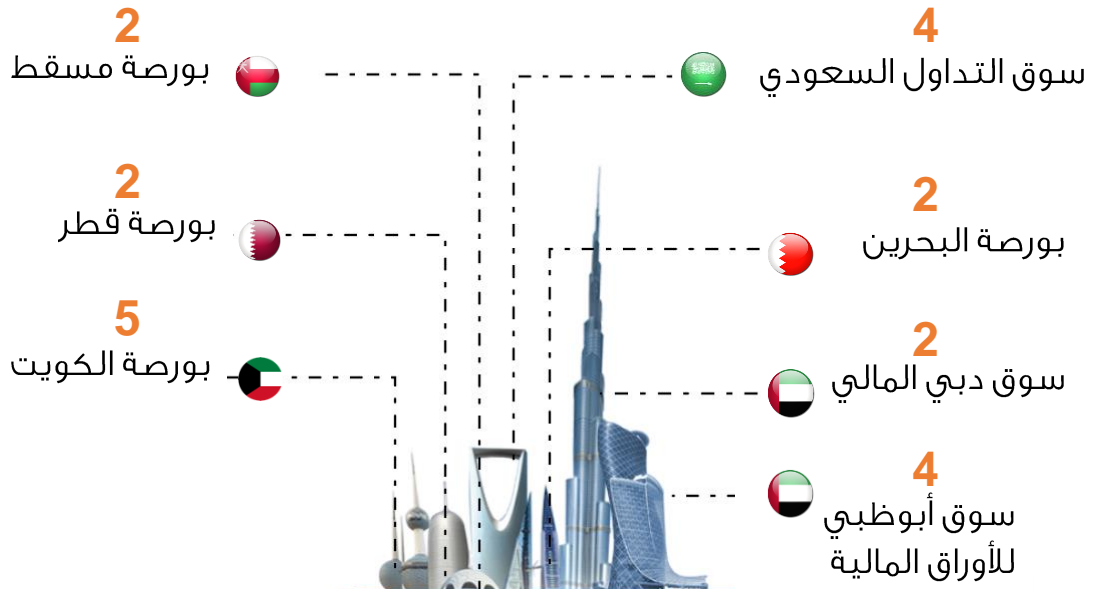 4
سوق التداول السعودي
2
بورصة البحرين
2
سوق دبي المالي
4
سوق أبوظبي
للأوراق المالية
2
بورصة مسقط
2
بورصة قطر
5
بورصة الكويت